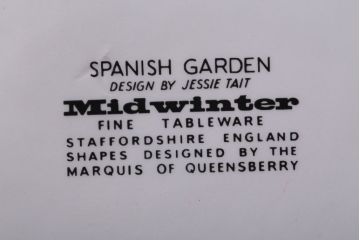 SPANISH GARDEN
DESIGN BY JESSIE TAIT
Midwinter
FINE TABLEWARE
STAFFORDSHIRE ENGLAND
SHAPES DESIGNED BY THE
MARQUIS OF QUEENSBERRY